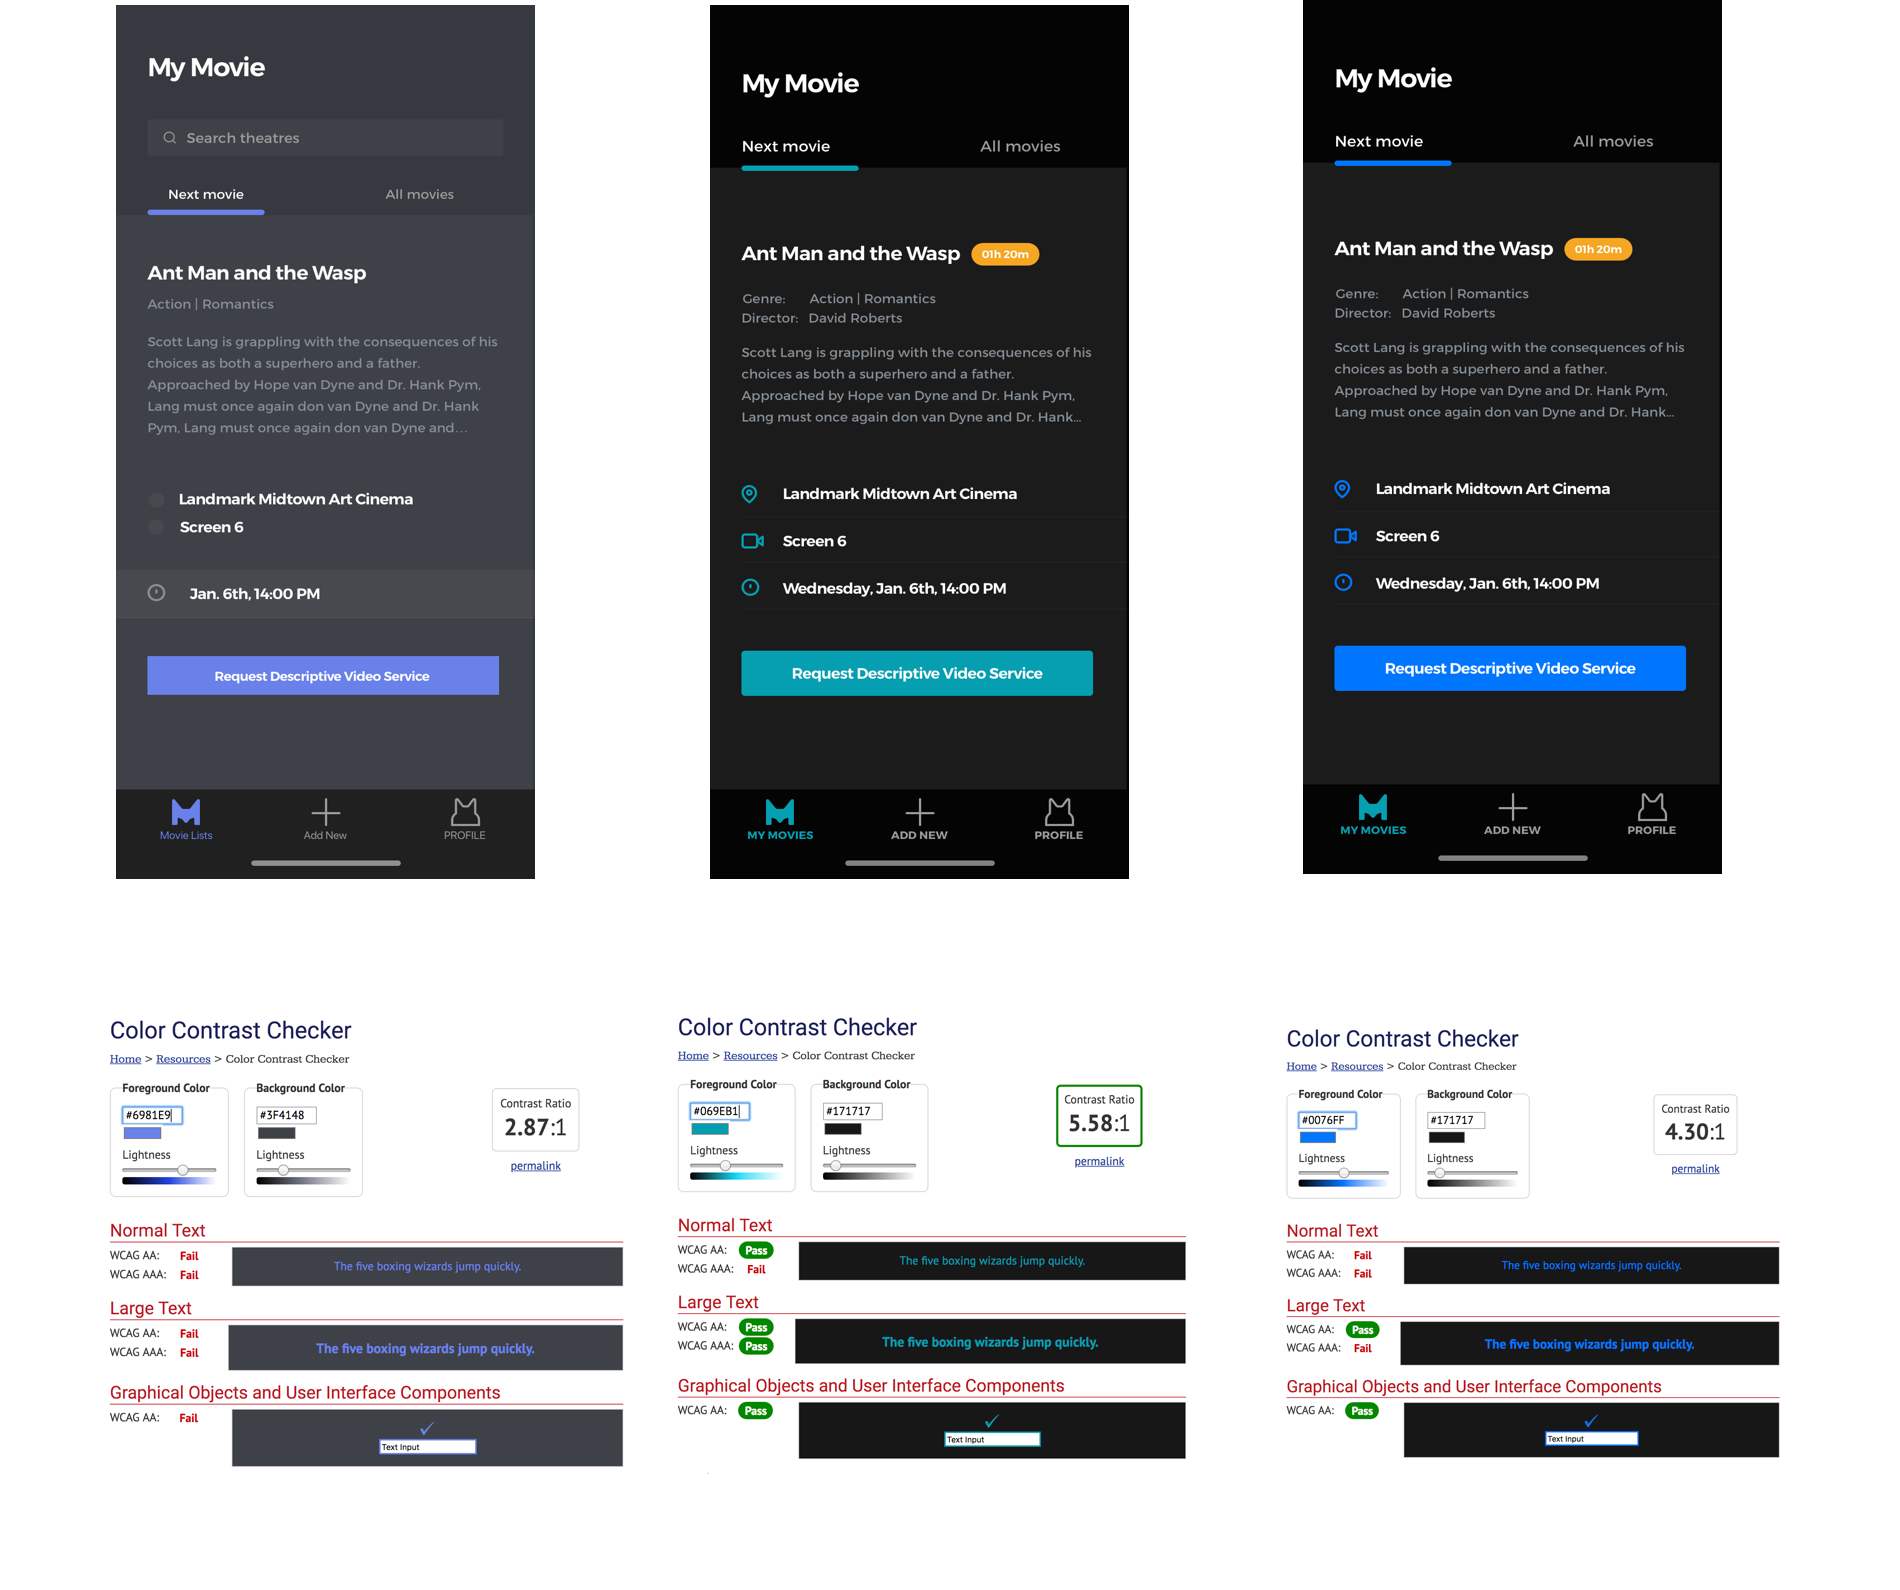 My Movie
Search theatres
Next movie
All movies
Ant Man and the Wasp
Action | Romantics
Scott Lang is grappling with the consequences of his
choices as both a superhero and a father.
Approached by Hope van Dyne and Dr. Hank Pym,
Lang must once again don van Dyne and Dr. Hank
Pym, Lang must once again don van Dyne and...
Landmark Midtown Art Cinema
Screen 6
Jan. 6th, 14:00 PM
Request Descriptive Video Service
Movie Lists
Add New
PROFILE
My Movie
Next movie
All movies
Ant Man and the Wasp
01h 20m
Genre: Action | Romantics
Director: David Roberts
Scott Lang is grappling with the consequences of his
choices as both a superhero and a father.
Approached by Hope van Dyne and Dr. Hank Pym,
Lang must once again don van Dyne and Dr. Hank...
Landmark Midtown Art Cinema
Screen 6
Wednesday, Jan. 6th, 14:00 PM
Request Descriptive Video Service
MY MOVIES
ADD NEW
PROFILE
My Movie
Next movie
All movies
Ant Man and the Wasp
01h 20m
Genre: Action | Romantics
Director: David Roberts
Scott Lang is grappling with the consequences of his
choices as both a superhero and a father.
Approached by Hope van Dyne and Dr. Hank Pym,
Lang must once again don van Dyne and Dr. Hank...
Landmark Midtown Art Cinema
Screen 6
Wednesday, Jan. 6th, 14:00 PM
Request Descriptive Video Service
MY MOVIES
ADD NEW
PROFILE
Color Contrast Checker
Home > Resources > Color Contrast Checker
Foreground Color
#6981E9
Lightness
Background Color
#3F4148
Lightness
Contrast Ratio
2.87:1
permalink
Normal Text
WCAG AA: Fail
WCAG AAA: Fail
The five boxing wizards jump quickly.
Large Text
WCAG AA: Fail
WCAG AAA: Fail
The five boxing wizards jump quickly.
Graphical Objects and User Interface Components
WCAG AA: Fail
Text Input
Color Contrast Checker
Home > Resources > Color Contrast Checker
Foreground Color
#069EB1
Lightness
Background Color
#171717
Lightness
Contrast Ratio
5.58:1
permalink
Normal Text
WCAG AA: Pass
WCAG AAA: Fail
The five boxing wizards jump quickly.
Large Text
WCAG AA: Pass
WCAG AAA: Pass
The five boxing wizards jump quickly.
Graphical Objects and User Interface Components
WCAG AA: Pass
Text Input
Color Contrast Checker
Home > Resources > Color Contrast Checker
Foreground Color
#0076FF
Lightness
Background Color
#171717
Lightness
Contrast Ratio
4.30:1
permalink
Normal Text
WCAG AA: Fail
WCAG AAA: Fail
The five boxing wizards jump quickly.
Large Text
WCAG AA: Pass
WCAG AAA: Fail
The five boxing wizards jump quickly.
Graphical Objects and User Interface Components
WCAG AA: Pass
Text Input